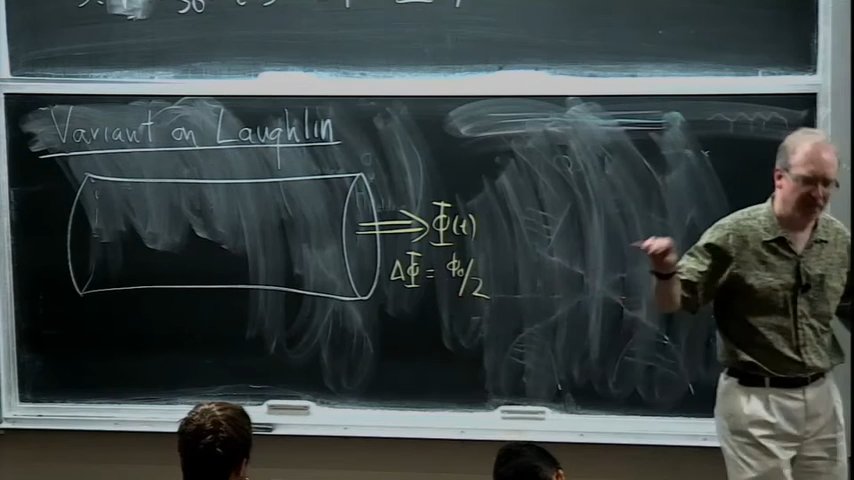 Variant on Laughlin
Φ(t)
ΔΦ = ϕ₀/2